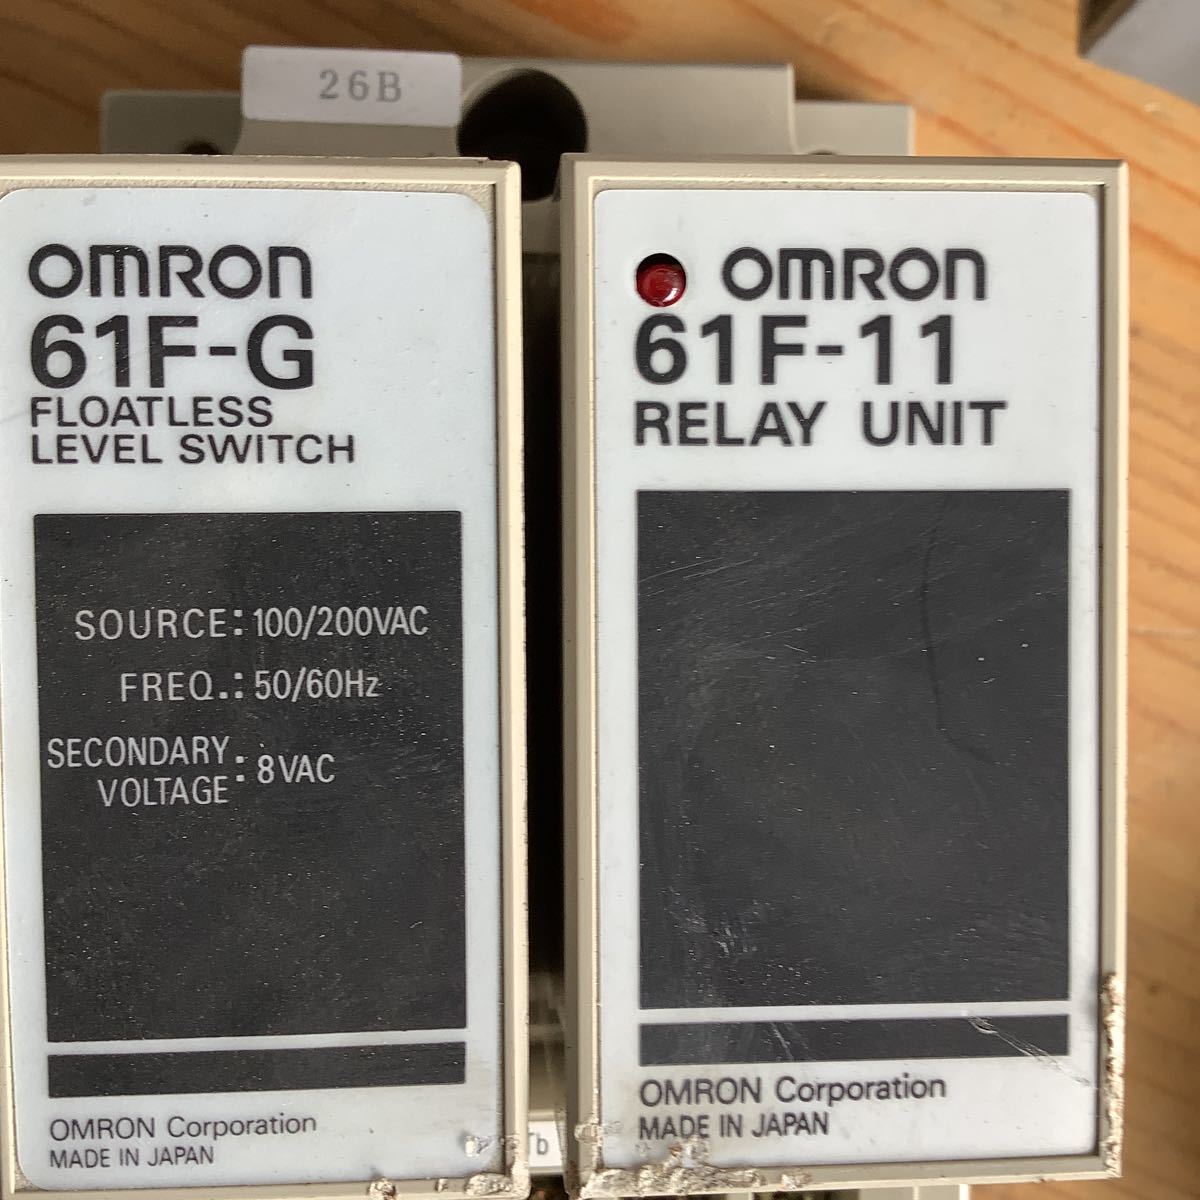 26B
OMRON
61F-G
FLOATLESS
LEVEL SWITCH
SOURCE: 100/200VAC
FREQ.: 50/60Hz
SECONDARY
VOLTAGE : 8VAC
OMRON Corporation
MADE IN JAPAN
OMRON
61F-11
RELAY UNIT
OMRON Corporation
MADE IN JAPAN